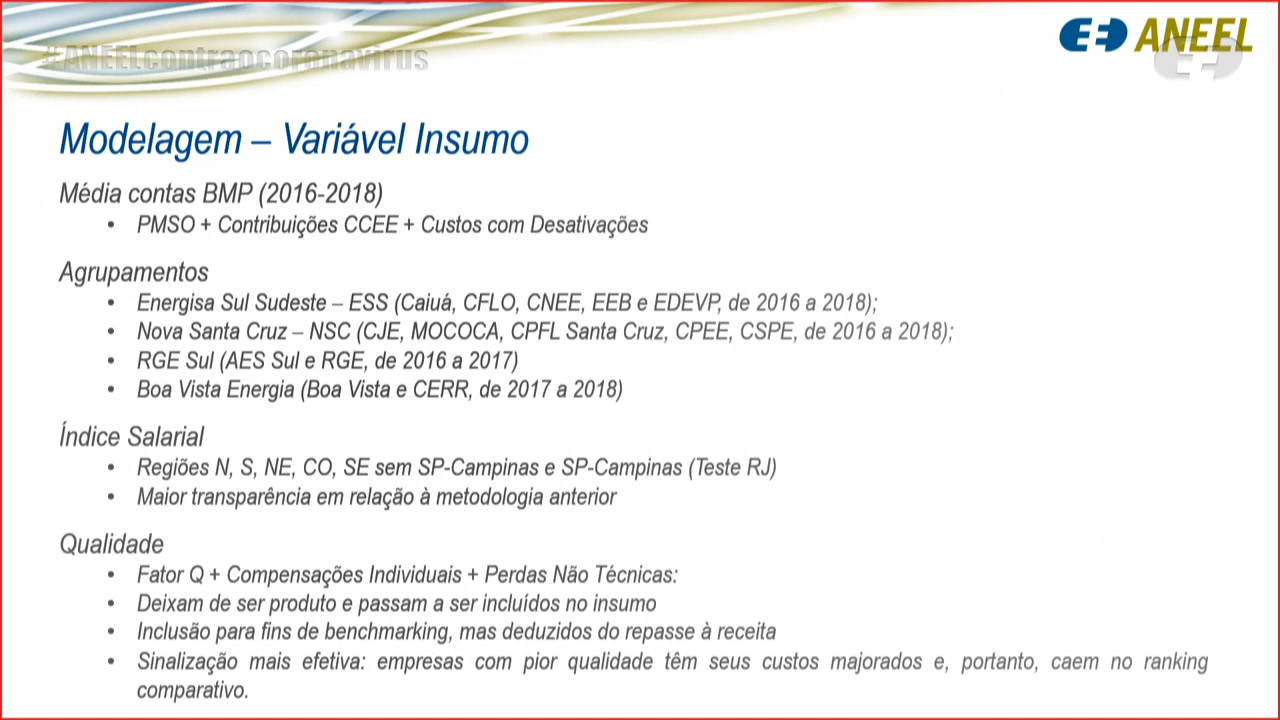 #ANEELcontraocoronavirus
ANEEL
Modelagem – Variável Insumo
Média contas BMP (2016-2018)
• PMSO + Contribuições CCEE + Custos com Desativações
Agrupamentos
• Energisa Sul Sudeste – ESS (Caiuá, CFLO, CNEE, EEB e EDEVP, de 2016 a 2018);
• Nova Santa Cruz – NSC (CJE, MOCOCA, CPFL Santa Cruz, CPEE, CSPE, de 2016 a 2018);
• RGE Sul (AES Sul e RGE, de 2016 a 2017)
• Boa Vista Energia (Boa Vista e CERR, de 2017 a 2018)
Índice Salarial
• Regiões N, S, NE, CO, SE sem SP-Campinas e SP-Campinas (Teste RJ)
• Maior transparência em relação à metodologia anterior
Qualidade
• Fator Q + Compensações Individuais + Perdas Não Técnicas:
• Deixam de ser produto e passam a ser incluídos no insumo
• Inclusão para fins de benchmarking, mas deduzidos do repasse à receita
• Sinalização mais efetiva: empresas com pior qualidade têm seus custos majorados e, portanto, caem no ranking
comparativo.